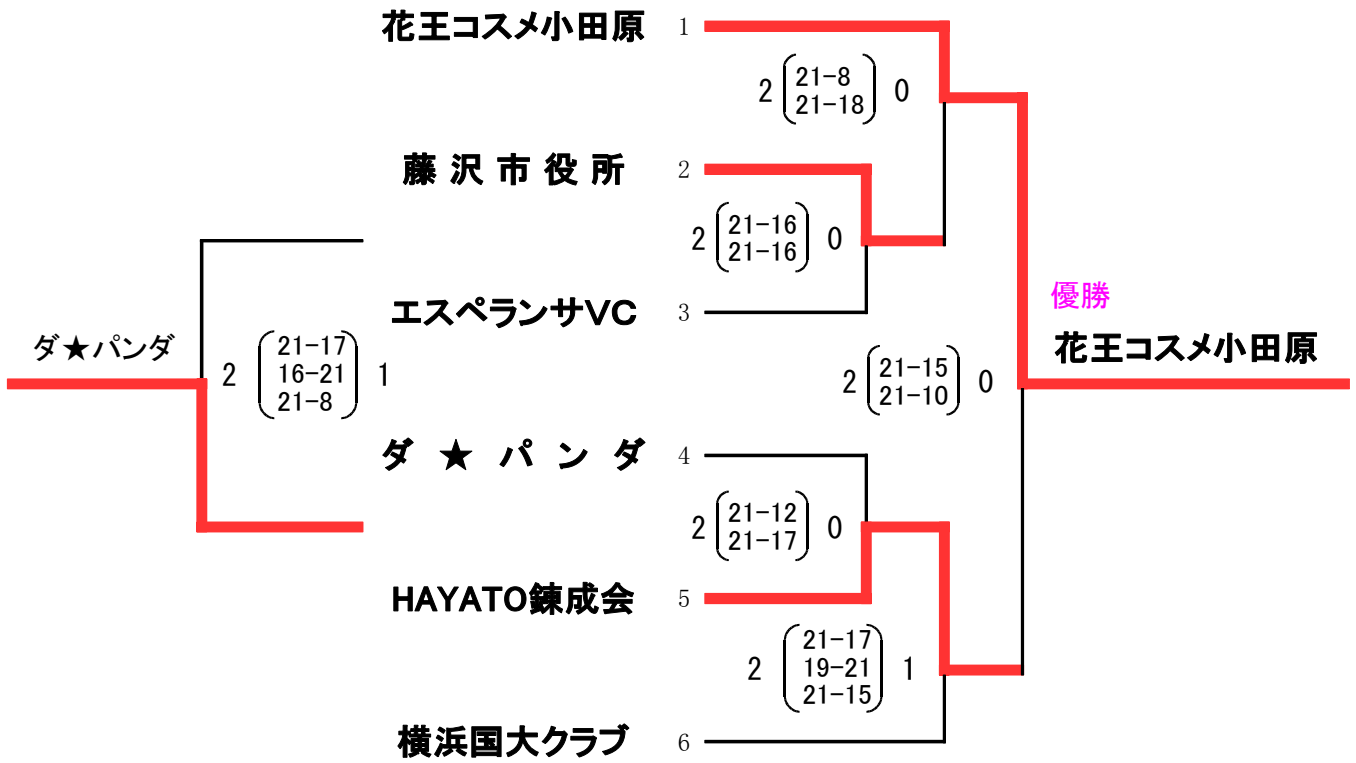 花王コスメ小田原 1
2 21-8 0
21-18
藤沢市役所 2
2 21-16 0
21-16
エスペランサVC 3
優勝
花王コスメ小田原
ダ★パンダ
2 21-17 1
16-21
21-8
2 21-15 0
21-10
ダ★パンダ 4
2 21-12 0
21-17
HAYATO錬成会 5
2 21-17 1
19-21
21-15
横浜国大クラブ 6